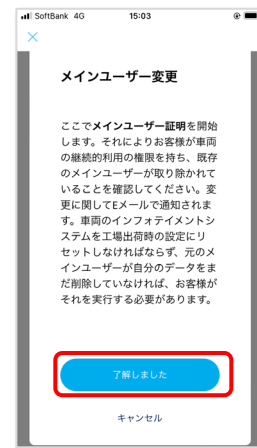 SoftBank 4G 15:03
メインユーザー変更
ここでメインユーザー証明を開始
します。それによりお客様が車両
の継続的利用の権限を持ち、既存
のメインユーザーが取り除かれて
いることを確認してください。変
更に関してEメールで通知されま
す。車両のインフォテイメントシ
ステムを工場出荷時の設定にリ
セットしなければならず、元のメ
インユーザーが自分のデータをま
だ削除していなければ、お客様が
それを実行する必要があります。
了解しました
キャンセル